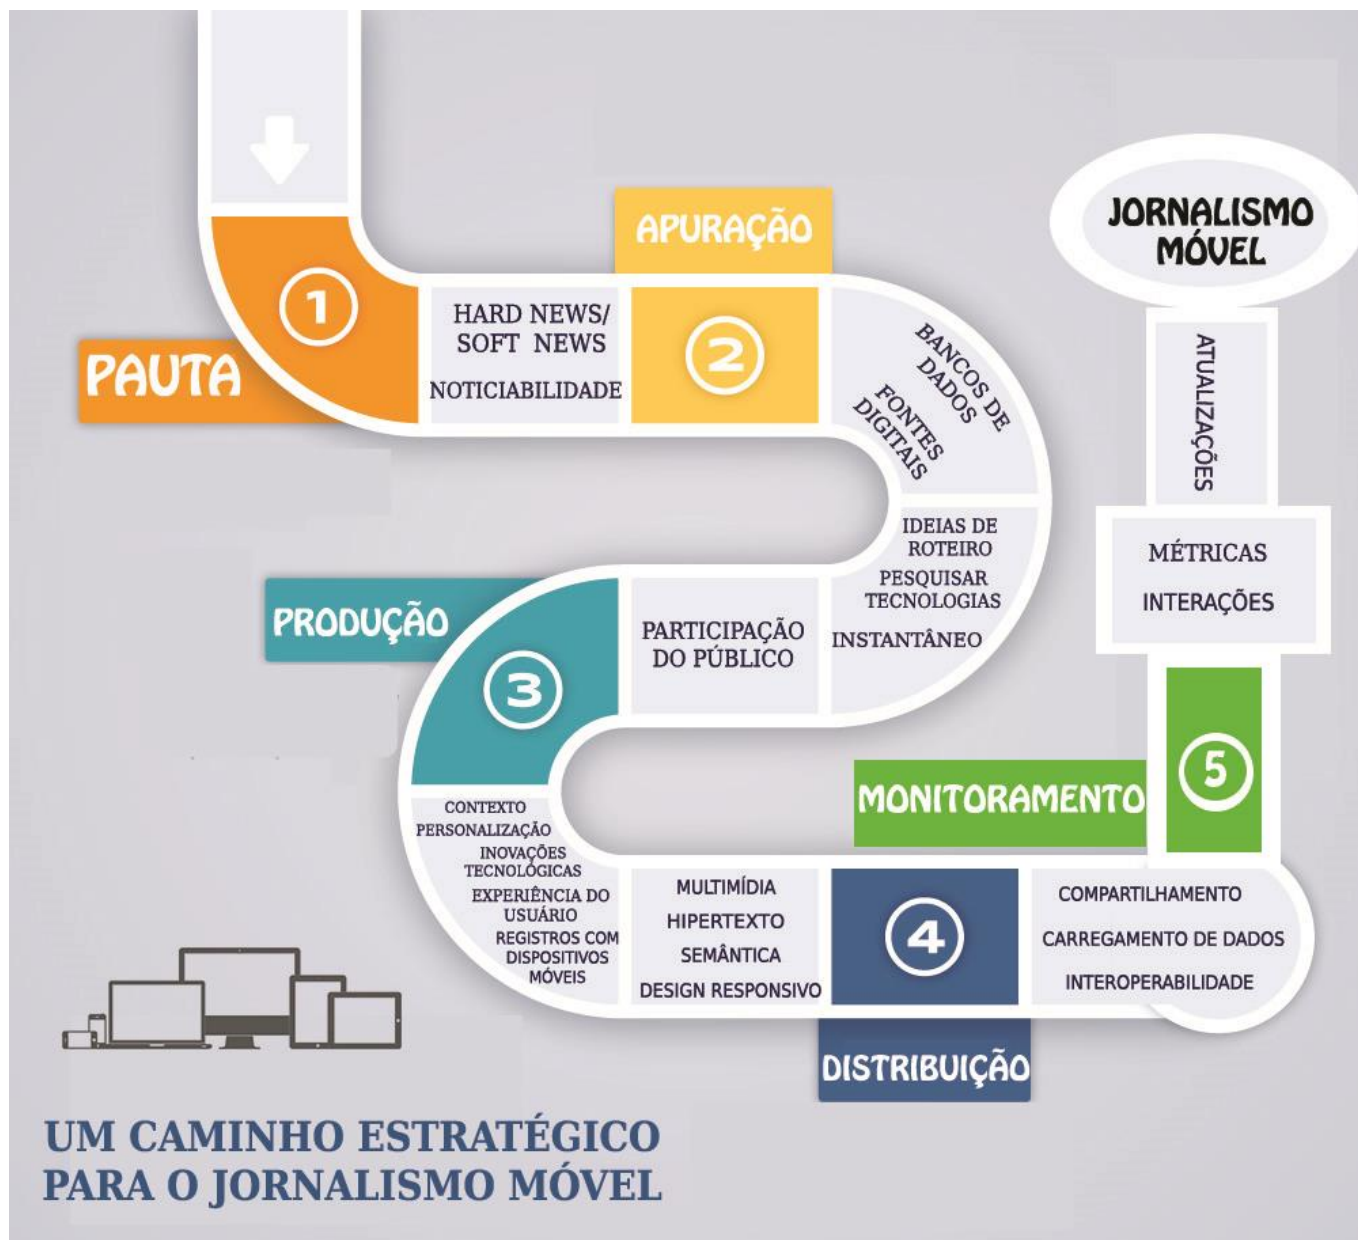 PAUTA
1
HARD NEWS/
SOFT NEWS
NOTICIABILIDADE
APURAÇÃO
2
BANCOS DE
DADOS
FONTES
DIGITAIS
IDEIAS DE
ROTEIRO
PESQUISAR
TECNOLOGIAS
INSTANTÂNEO
PARTICIPAÇÃO
DO PÚBLICO
PRODUÇÃO
3
CONTEXTO
PERSONALIZAÇÃO
INOVAÇÕES
TECNOLÓGICAS
EXPERIÊNCIA DO
USUÁRIO
REGISTROS COM
DISPOSITIVOS
MÓVEIS
MULTIMÍDIA
HIPERTEXTO
SEMÂNTICA
DESIGN RESPONSIVO
4
DISTRIBUIÇÃO
COMPARTILHAMENTO
CARREGAMENTO DE DADOS
INTEROPERABILIDADE
MONITORAMENTO
5
MÉTRICAS
INTERAÇÕES
ATUALIZAÇÕES
JORNALISMO
MÓVEL
UM CAMINHO ESTRATÉGICO
PARA O JORNALISMO MÓVEL